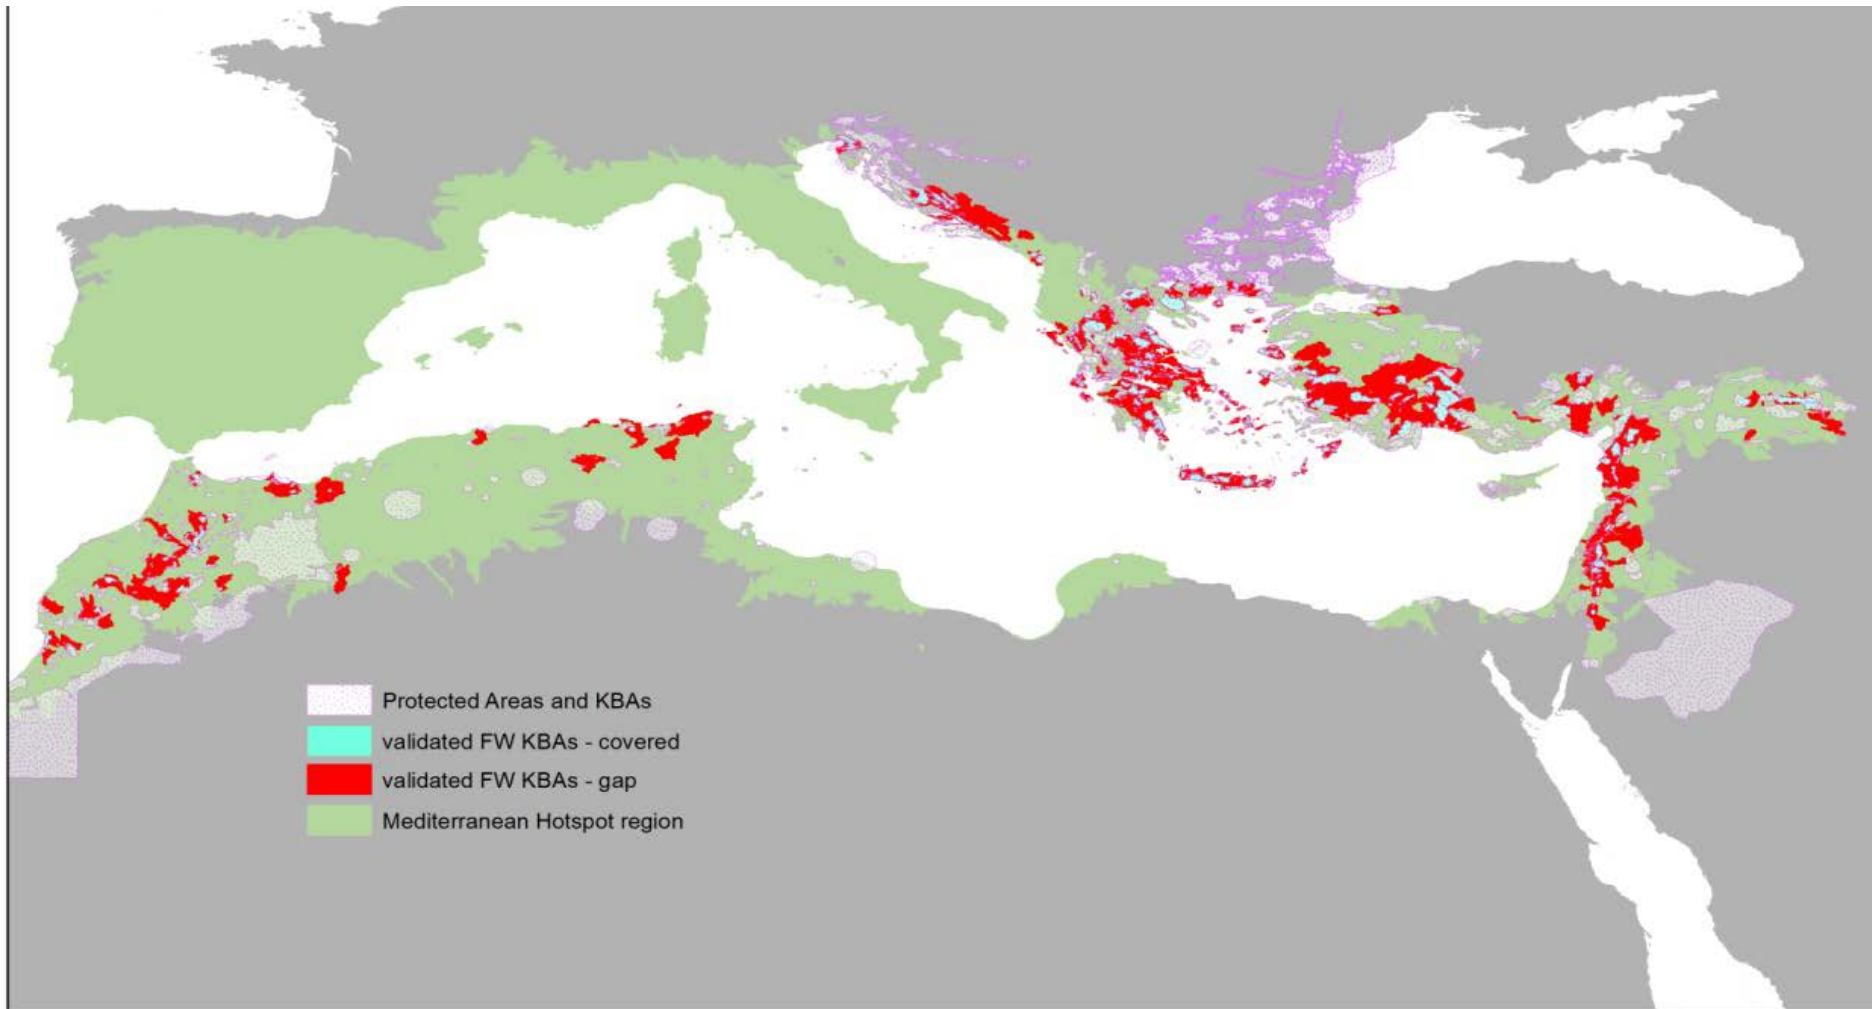 Protected Areas and KBAs
validated FW KBAs - covered
validated FW KBAs - gap
Mediterranean Hotspot region